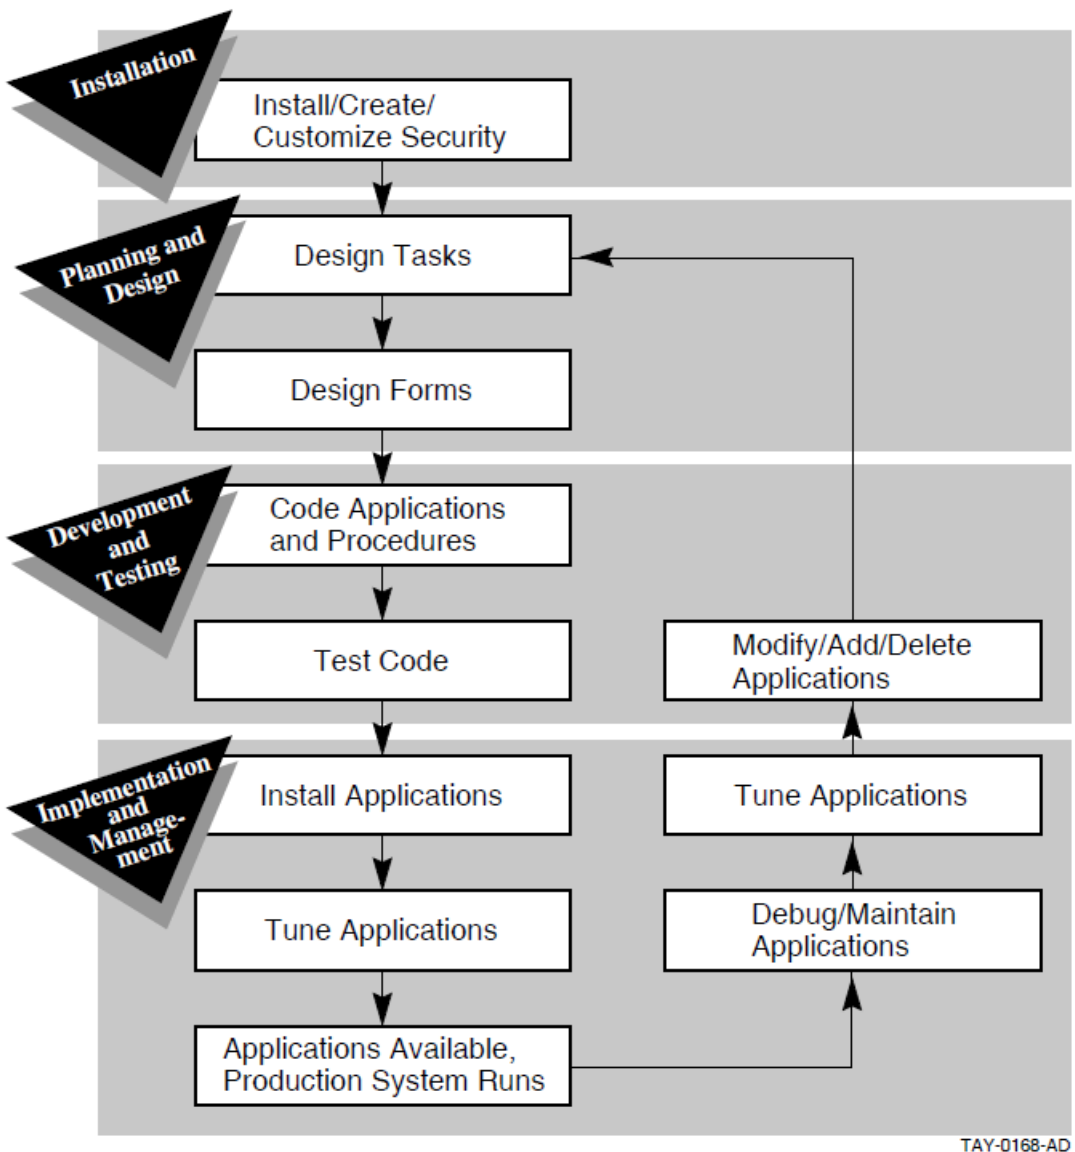 Installation
Install/Create/
Customize Security
Planning and
Design
Design Tasks
Design Forms
Development
and
Testing
Code Applications
and Procedures
Test Code
Modify/Add/Delete
Applications
Implementation
and
Manage-
ment
Install Applications
Tune Applications
Tune Applications
Debug/Maintain
Applications
Applications Available,
Production System Runs
TAY-0168-AD